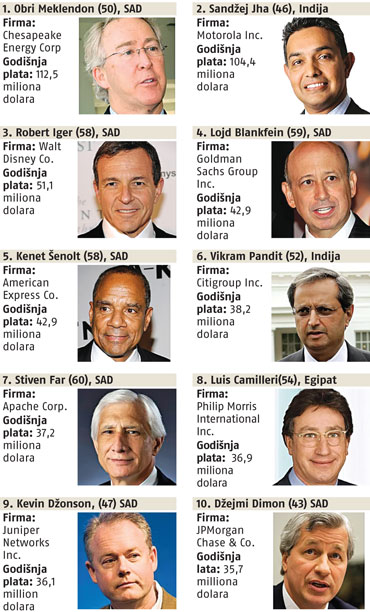 1. Obri Meklendon (50), SAD
Firma:
Chesapeake
Energy Corp
Godišnja
plata: 112,5
miliona
dolara
2. Sandžej Jha (46), Indija
Firma:
Motorola Inc.
Godišnja
plata: 104,4
miliona
dolara
3. Robert Iger (58), SAD
Firma: Walt
Disney Co.
Godišnja
plata:
51,1
miliona
dolara
4. Lojd Blankfein (59), SAD
Firma:
Goldman
Sachs Group
Inc.
Godišnja
plata: 42,9
miliona
dolara
5. Kenet Šenolt (58), SAD
Firma:
American
Express Co.
Godišnja
plata: 42,9
miliona
dolara
6. Vikram Pandit (52), Indija
Firma:
Citigroup Inc.
Godišnja
plata: 38,2
miliona
dolara
7. Stiven Far (60), SAD
Firma:
Apache Corp.
Godišnja
plata: 37,2
miliona
dolara
8. Luis Camilleri(54), Egipat
Firma:
Philip Morris
International
Inc.
Godišnja
plata: 36,9
miliona
dolara
9. Kevin Džonson, (47) SAD
Firma:
Juniper
Networks
Inc.
Godišnja
plata: 36,1
milliona
dolara
10. Džejmi Dimon (43) SAD
Firma:
JPMorgan
Chase & Co.
Godišnja
lata: 35,7
milliona
dolara